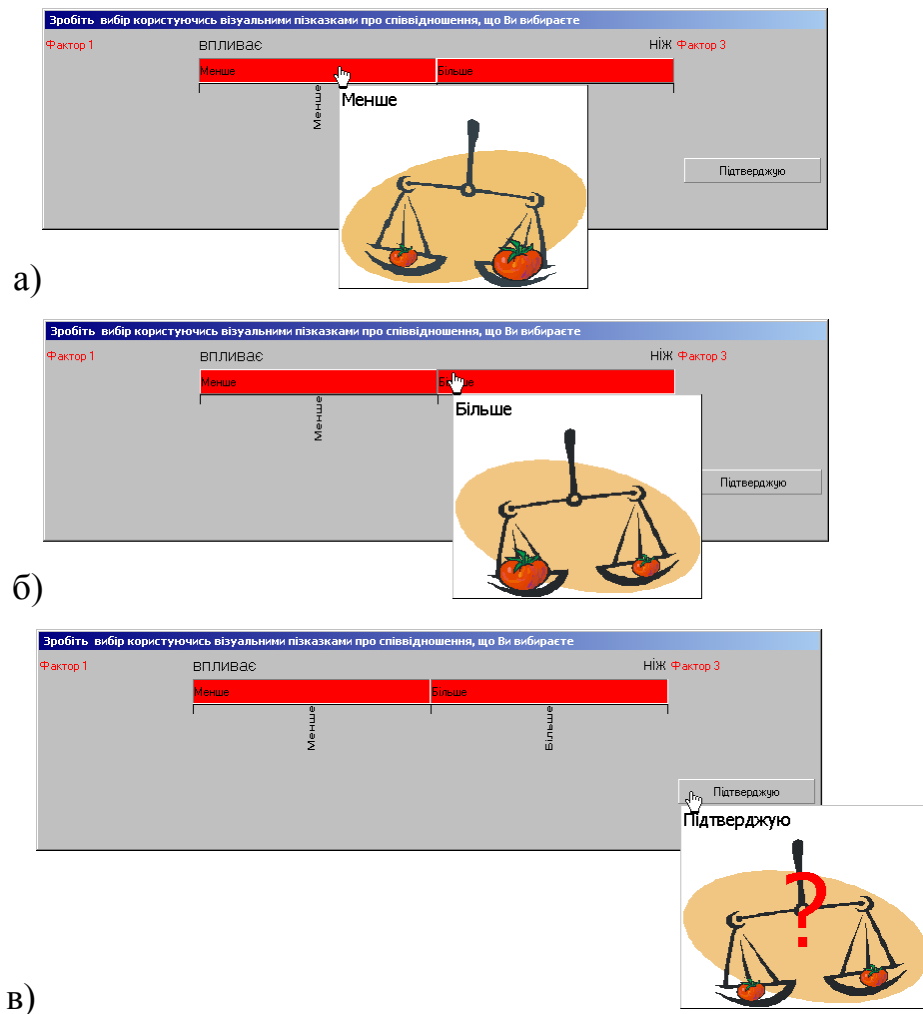 Зробіть вибір користуючись візуальними пізказками про співвідношення, що Ви вибираєте
Фактор 1 впливає ніж Фактор 3
Менше Більше
Менше
Менше
Підтверджую
а)
Зробіть вибір користуючись візуальними пізказками про співвідношення, що Ви вибираєте
Фактор 1 впливає ніж Фактор 3
Менше Більше
Менше
Більше
Підтверджую
б)
Зробіть вибір користуючись візуальними пізказками про співвідношення, що Ви вибираєте
Фактор 1 впливає ніж Фактор 3
Менше Більше
Менше Більше
Підтверджую
Підтверджую
?
в)